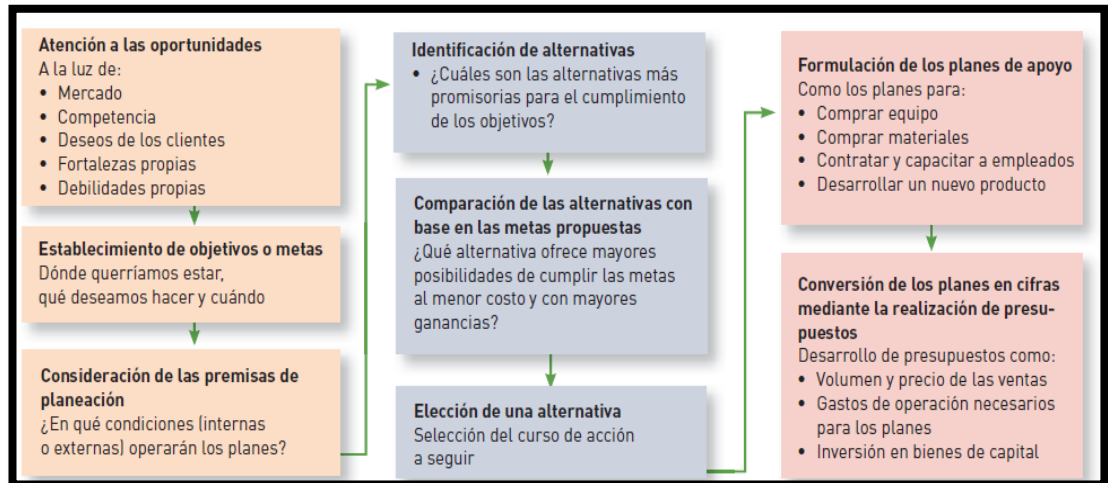 Atención a las oportunidades
A la luz de:
• Mercado
• Competencia
• Deseos de los clientes
• Fortalezas propias
• Debilidades propias
Establecimiento de objetivos o metas
Dónde querríamos estar,
qué deseamos hacer y cuándo
Consideración de las premisas de
planeación
¿En qué condiciones (internas
o externas) operarán los planes?
Identificación de alternativas
• ¿Cuáles son las alternativas más
promisorias para el cumplimiento
de los objetivos?
Comparación de las alternativas con
base en las metas propuestas
¿Qué alternativa ofrece mayores
posibilidades de cumplir las metas
al menor costo y con mayores
ganancias?
Elección de una alternativa
Selección del curso de acción
a seguir
Formulación de los planes de apoyo
Como los planes para:
• Comprar equipo
• Comprar materiales
• Contratar y capacitar a empleados
• Desarrollar un nuevo producto
Conversión de los planes en cifras
mediante la realización de presu-
puestos
Desarrollo de presupuestos como:
• Volumen y precio de las ventas
• Gastos de operación necesarios
para los planes
• Inversión en bienes de capital